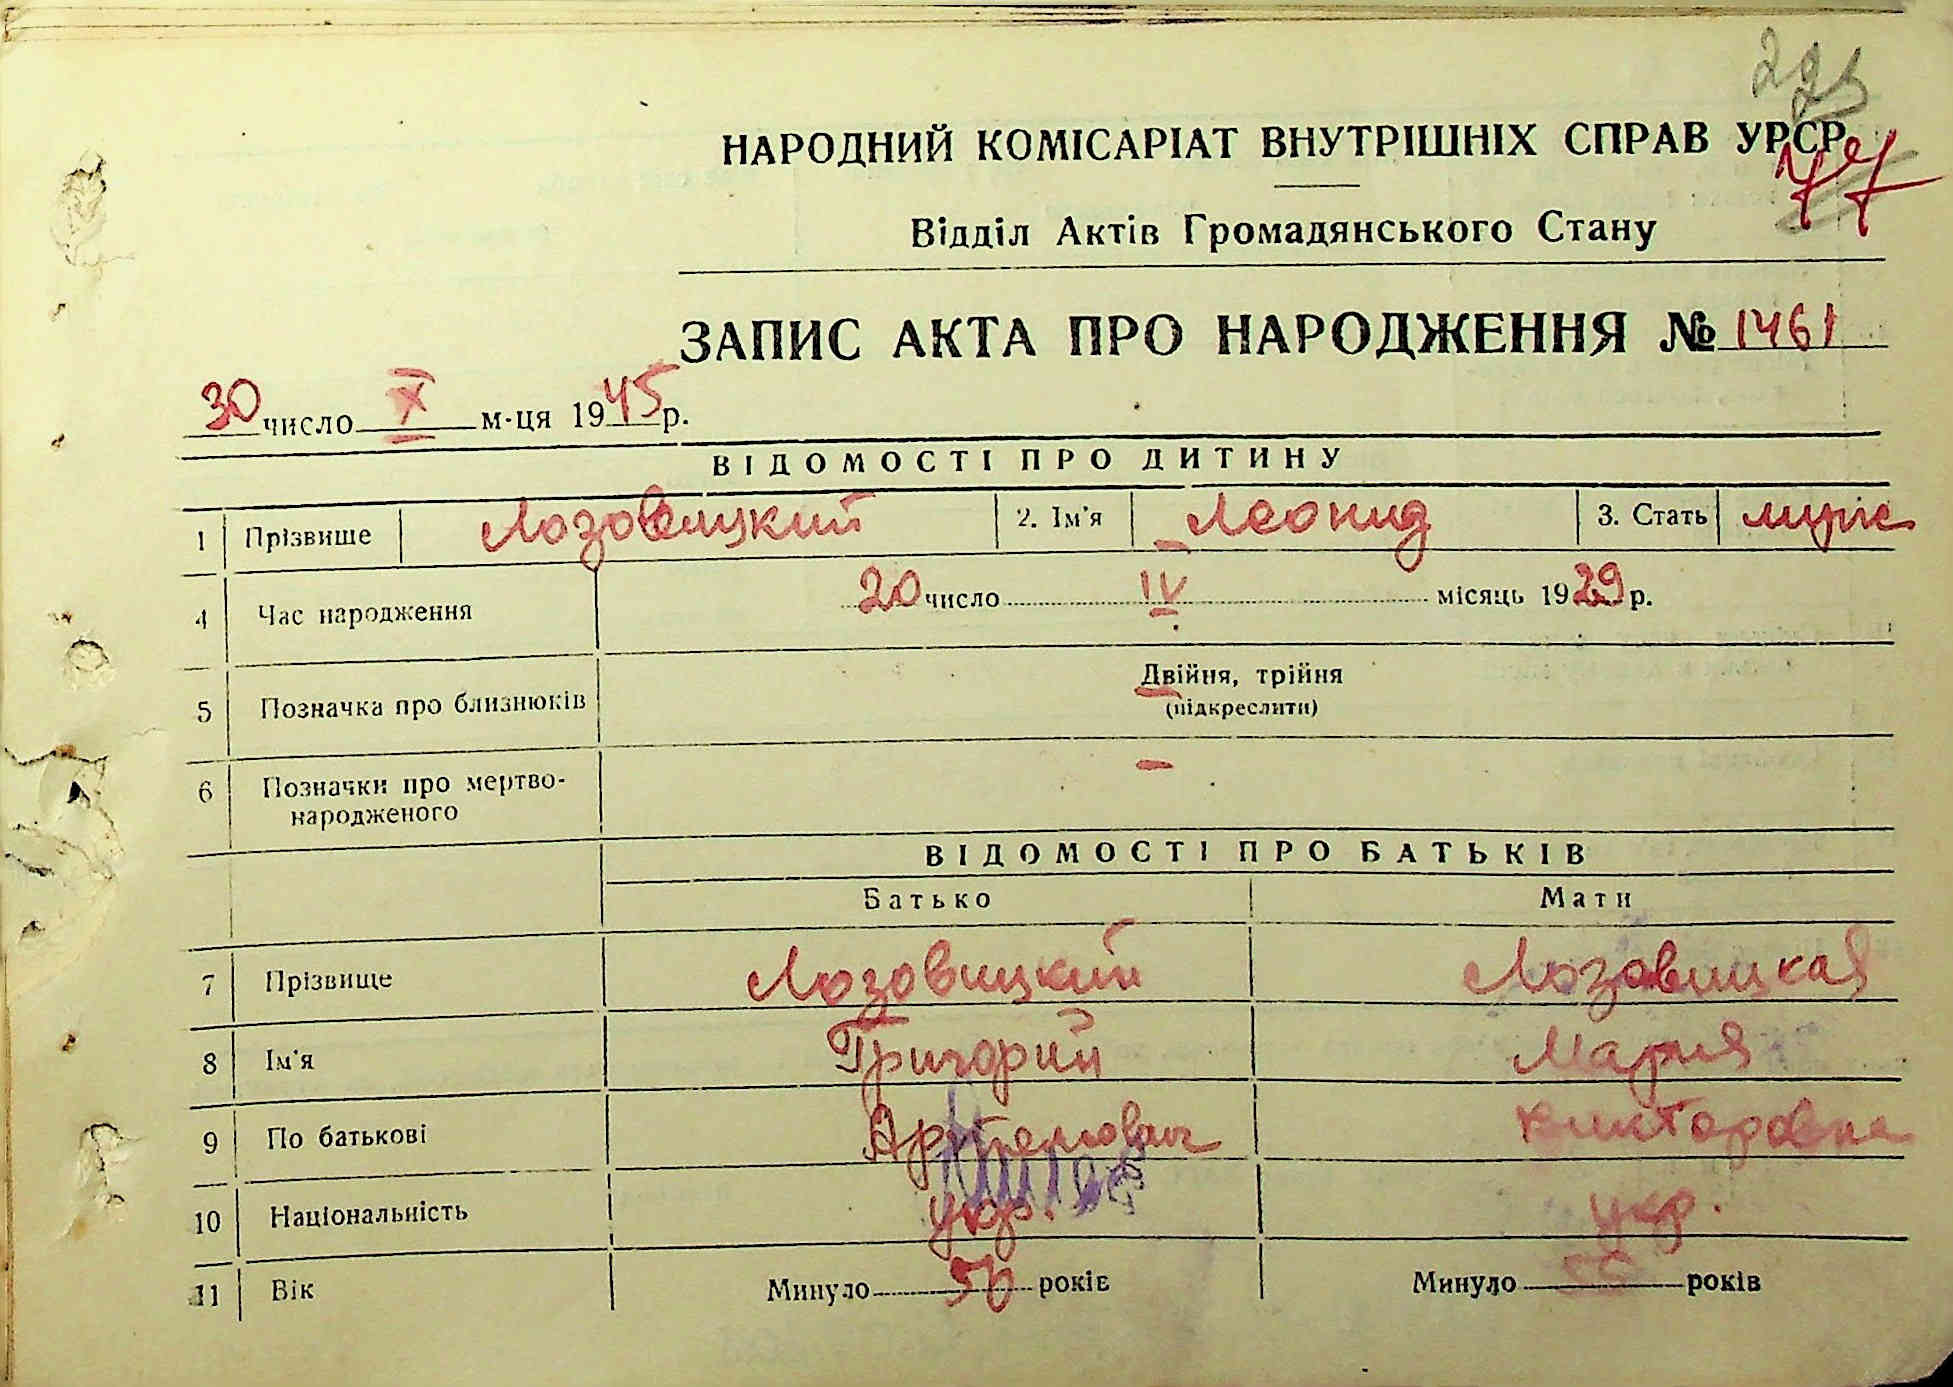 НАРОДНИЙ КОМІСАРІАТ ВНУТРІШНІХ СПРАВ УРСР
77
Відділ Актів Громадянського Стану
ЗАПИС АКТА ПРО НАРОДЖЕННЯ № 1461
30 число X м-ця 1945 р.
ВІДОМОСТІ ПРО ДИТИНУ
1 Прізвище Лозовицкий 2. Ім'я Леонид 3. Стать муж
4 Час народження 20 число IV місяць 1929 р.
5 Позначка про близнюків Двійня, трійня
(підкреслити)
6 Позначки про мертво-
народженого –
ВІДОМОСТІ ПРО БАТЬКІВ
Батько Мати
7 Прізвище Лозовицкий Лозовицкая
8 Ім'я Григорий Мария
9 По батькові Артемович Викторовна
10 Національність укр. укр.
11 Вік Минуло років Минуло років